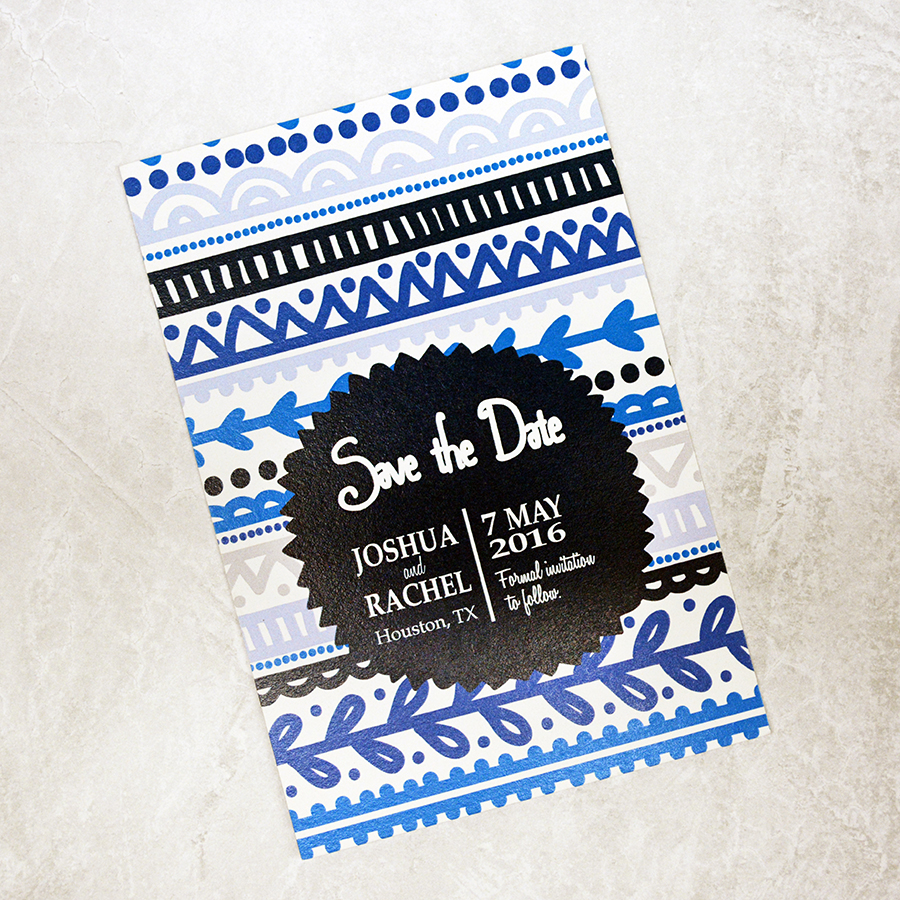 Save the Date
JOSHUA
and
RACHEL
Houston, TX
7 MAY
2016
Formal invitation
to follow.